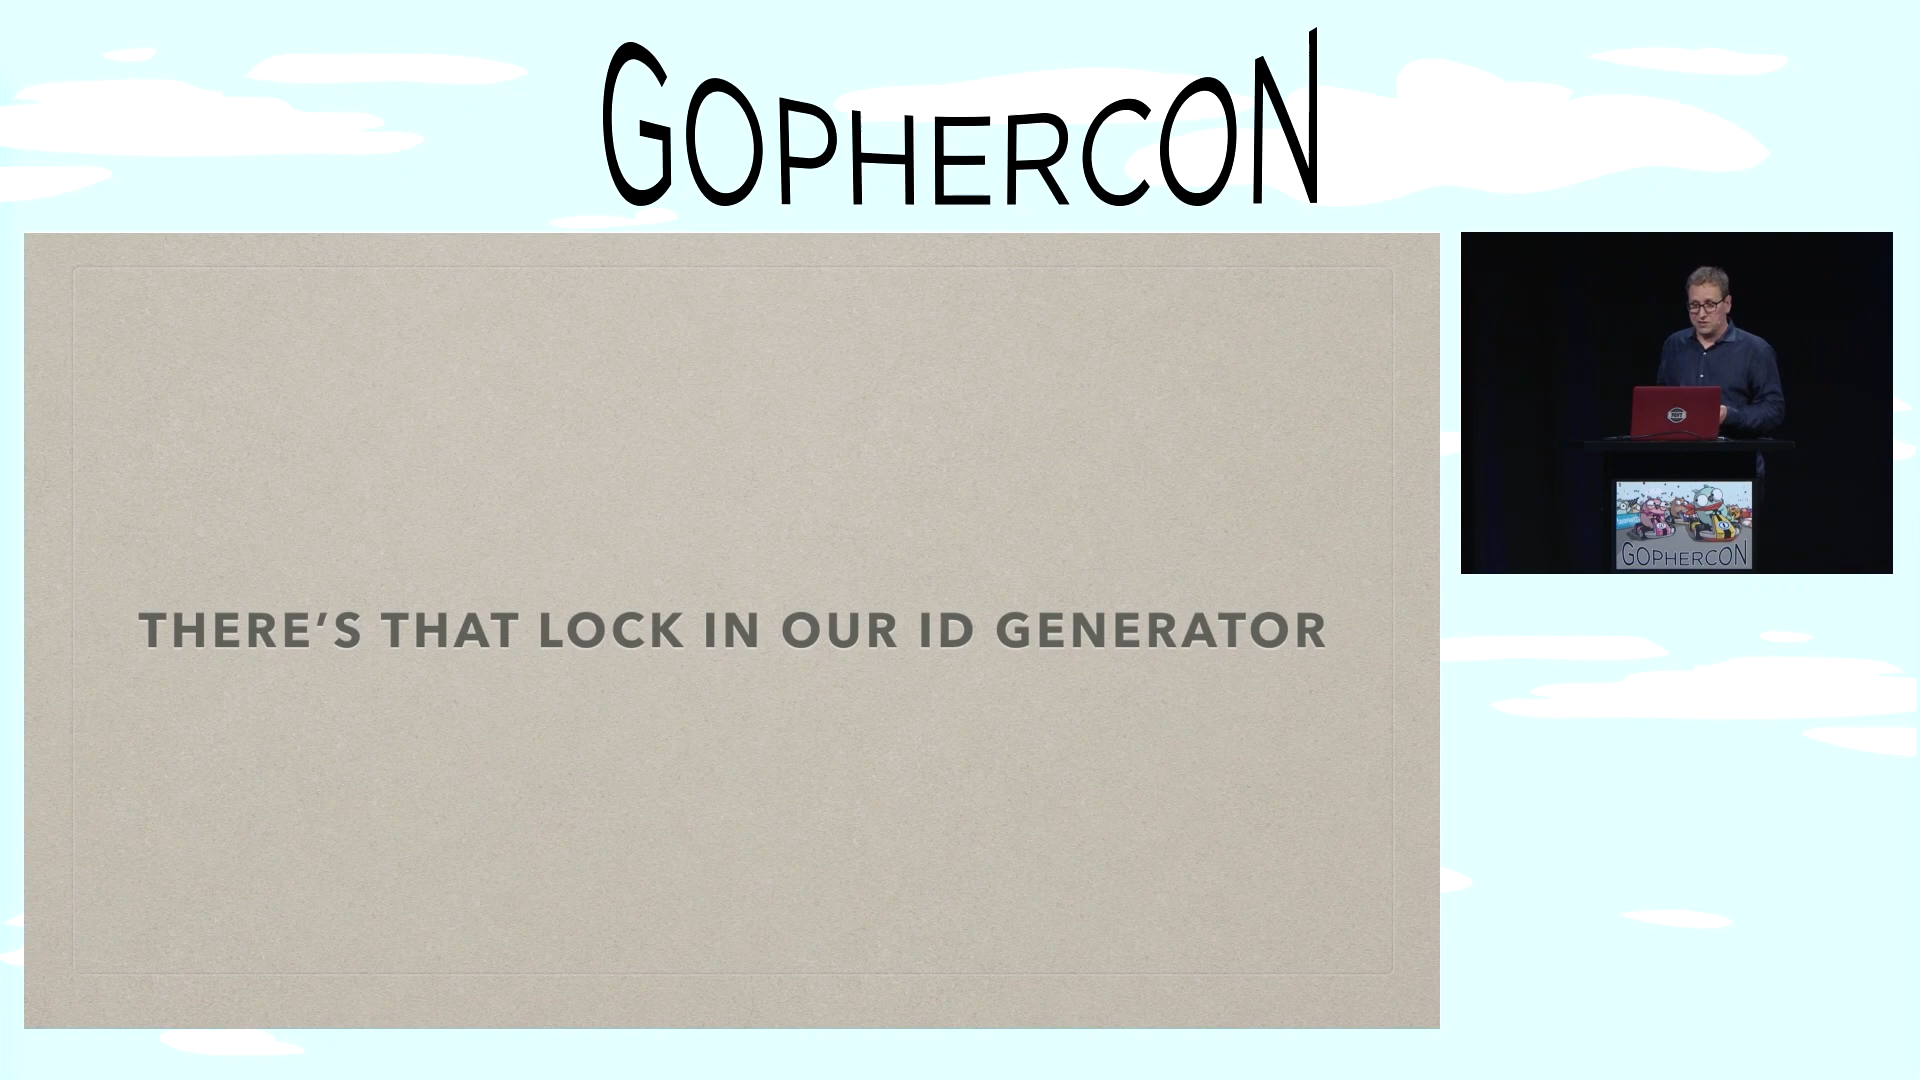 GOPHERCON
THERE’S THAT LOCK IN OUR ID GENERATOR
GOPHERCON